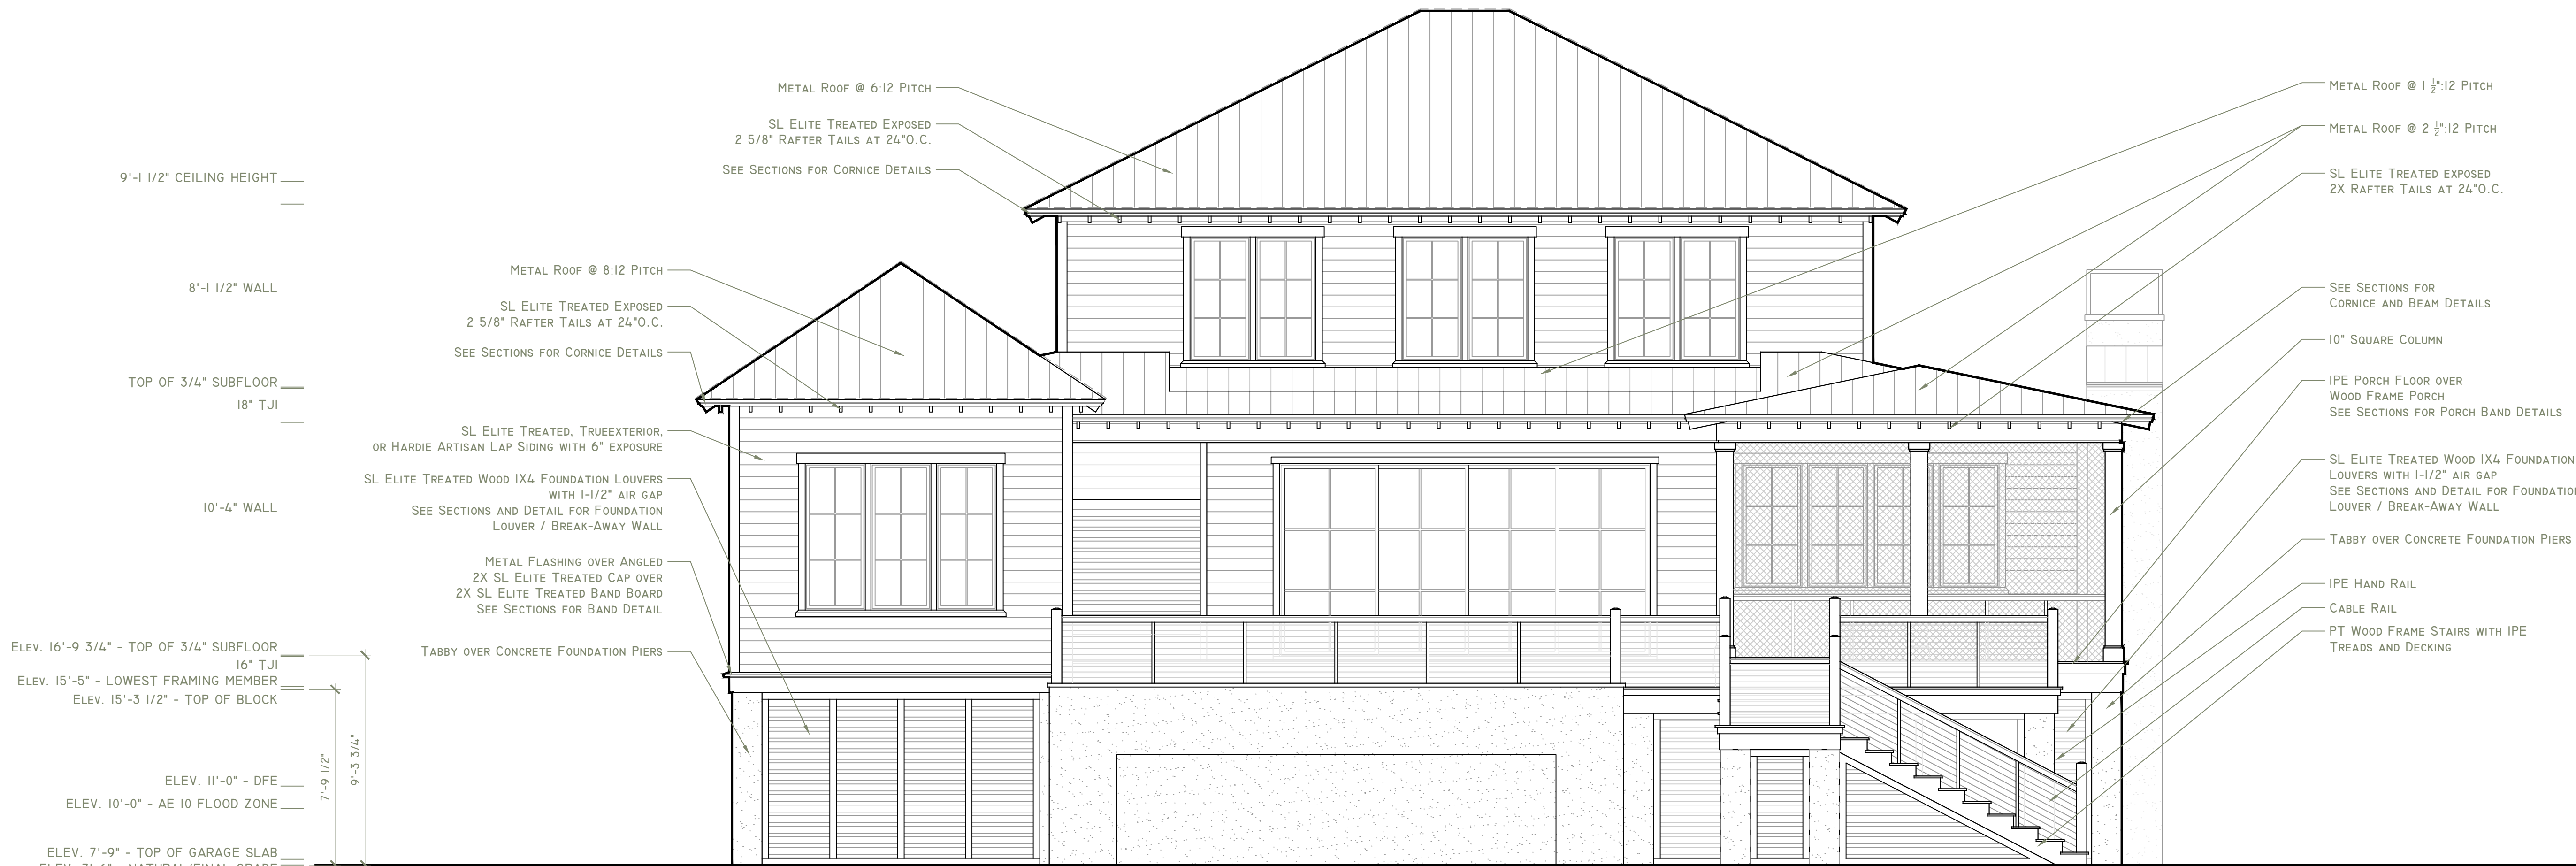 9'-1 1/2" CEILING HEIGHT
8'-1 1/2" WALL
TOP OF 3/4" SUBFLOOR
18" TJI
10'-4" WALL
ELEV. 16'-9 3/4" - TOP OF 3/4" SUBFLOOR
16" TJI
ELEV. 15'-5" - LOWEST FRAMING MEMBER
ELEV. 15'-3 1/2" - TOP OF BLOCK
ELEV. 11'-0" - DFE
ELEV. 10'-0" - AE 10 FLOOD ZONE
ELEV. 7'-9" - TOP OF GARAGE SLAB
7'-9 1/2"
9'-3 3/4"
METAL ROOF @ 6:12 PITCH
SL ELITE TREATED EXPOSED
2 5/8" RAFTER TAILS AT 24"O.C.
SEE SECTIONS FOR CORNICE DETAILS
METAL ROOF @ 8:12 PITCH
SL ELITE TREATED EXPOSED
2 5/8" RAFTER TAILS AT 24"O.C.
SEE SECTIONS FOR CORNICE DETAILS
SL ELITE TREATED, TRUEEXTERIOR,
OR HARDIE ARTISAN LAP SIDING WITH 6" EXPOSURE
SL ELITE TREATED WOOD 1X4 FOUNDATION LOUVERS
WITH 1-1/2" AIR GAP
SEE SECTIONS AND DETAIL FOR FOUNDATION
LOUVER / BREAK-AWAY WALL
METAL FLASHING OVER ANGLED
2X SL ELITE TREATED CAP OVER
2X SL ELITE TREATED BAND BOARD
SEE SECTIONS FOR BAND DETAIL
TABBY OVER CONCRETE FOUNDATION PIERS
METAL ROOF @ 1 1/2":12 PITCH
METAL ROOF @ 2 1/2":12 PITCH
SL ELITE TREATED EXPOSED
2X RAFTER TAILS AT 24"O.C.
SEE SECTIONS FOR
CORNICE AND BEAM DETAILS
10" SQUARE COLUMN
IPE PORCH FLOOR OVER
WOOD FRAME PORCH
SEE SECTIONS FOR PORCH BAND DETAILS
SL ELITE TREATED WOOD 1X4 FOUNDATION
LOUVERS WITH 1-1/2" AIR GAP
SEE SECTIONS AND DETAIL FOR FOUNDATION
LOUVER / BREAK-AWAY WALL
TABBY OVER CONCRETE FOUNDATION PIERS
IPE HAND RAIL
CABLE RAIL
PT WOOD FRAME STAIRS WITH IPE
TREADS AND DECKING